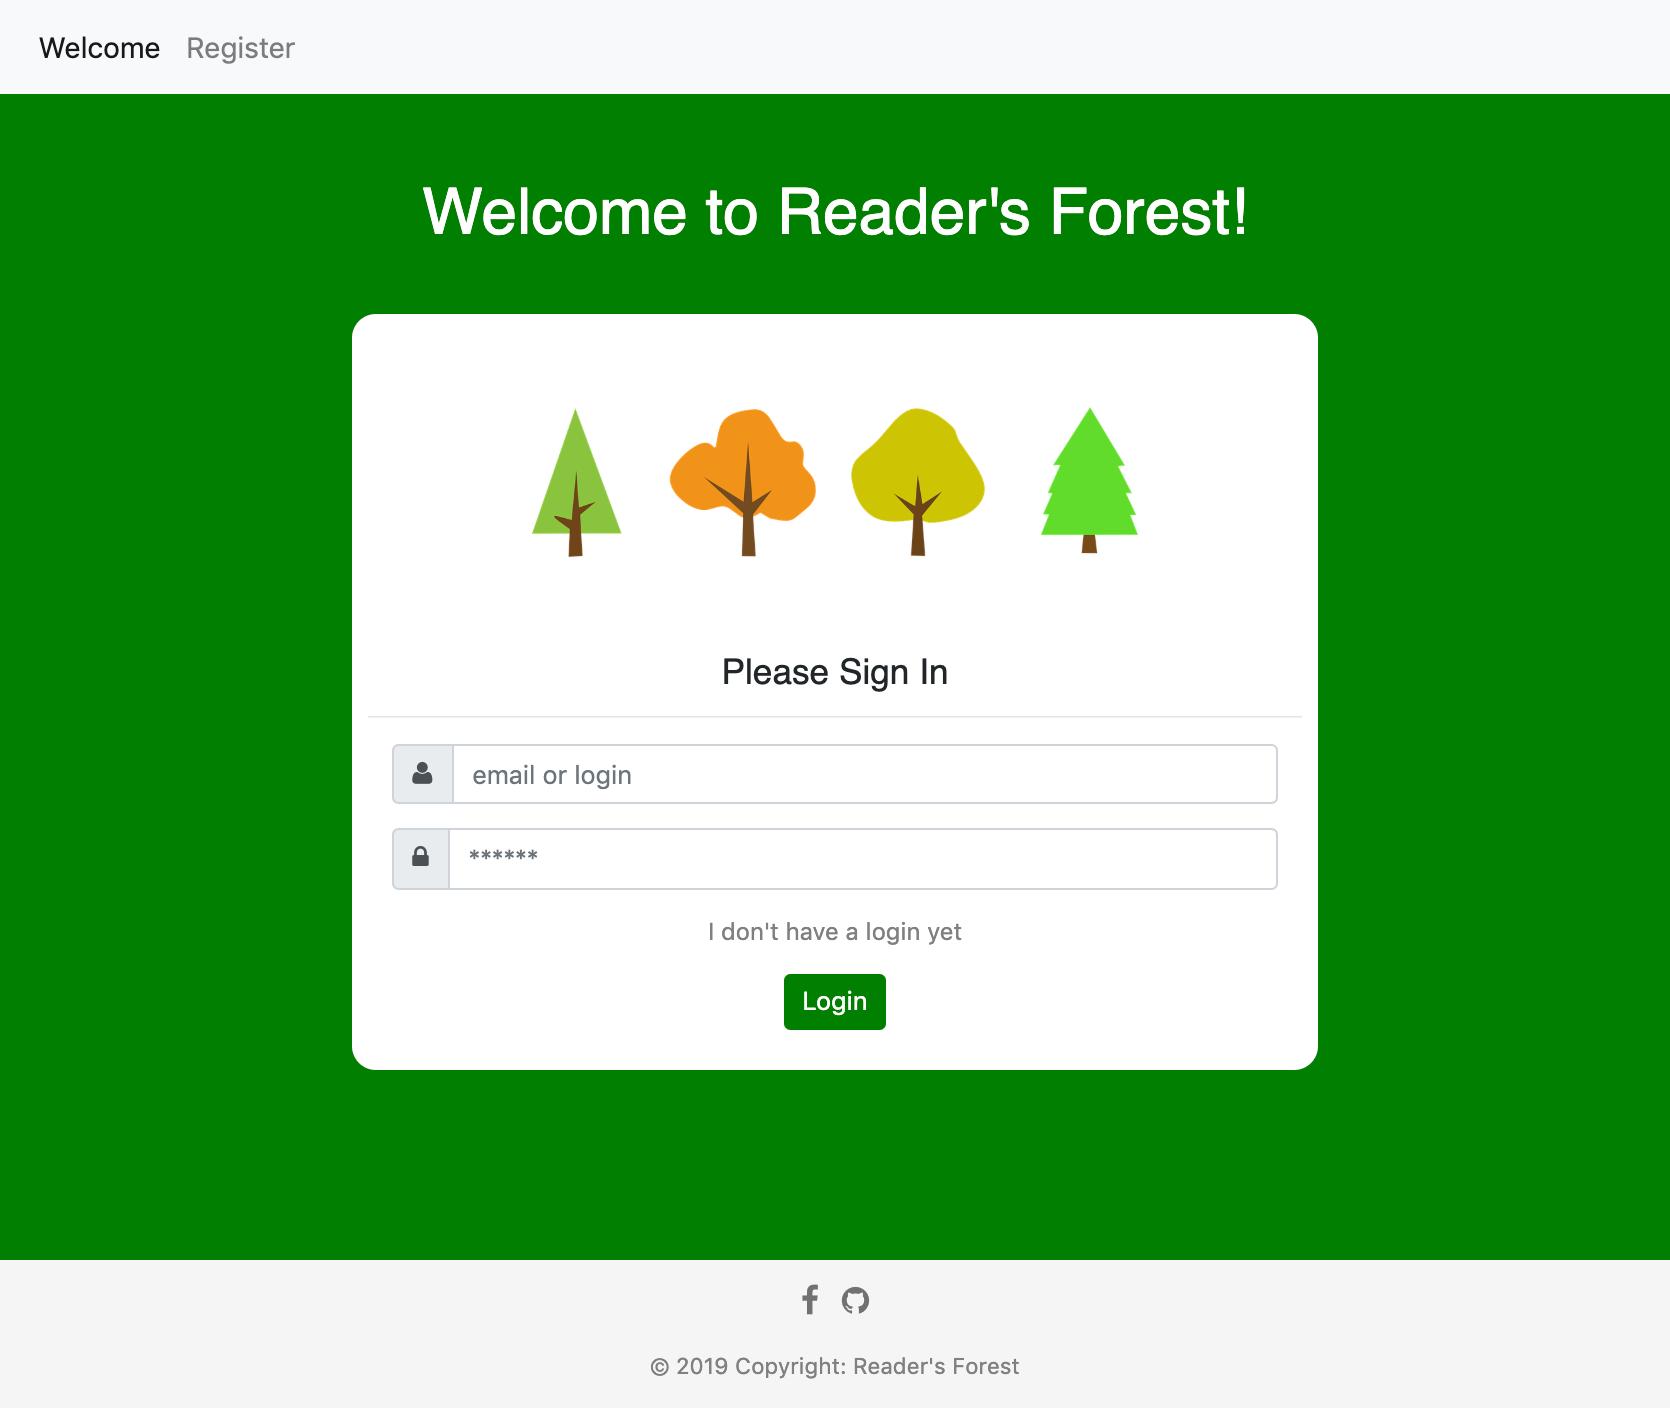 Welcome Register
Welcome to Reader's Forest!
Please Sign In
email or login
******
I don't have a login yet
Login
© 2019 Copyright: Reader's Forest